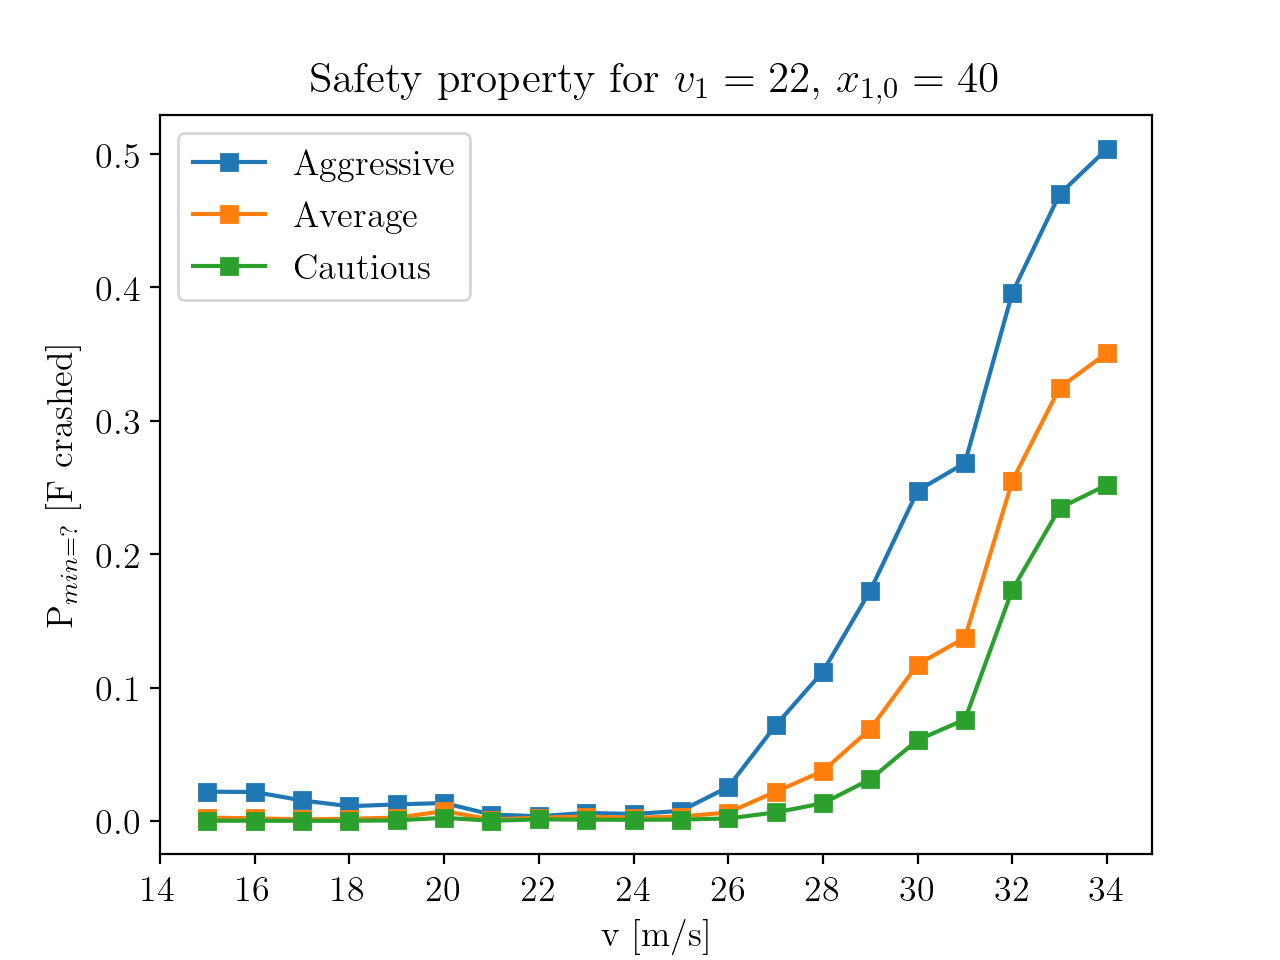 Safety property for v₁ = 22, x₁,₀ = 40
Aggressive
Average
Cautious
0.5
0.4
0.3
0.2
0.1
0.0
P_min=? [F crashed]
14 16 18 20 22 24 26 28 30 32 34
v [m/s]